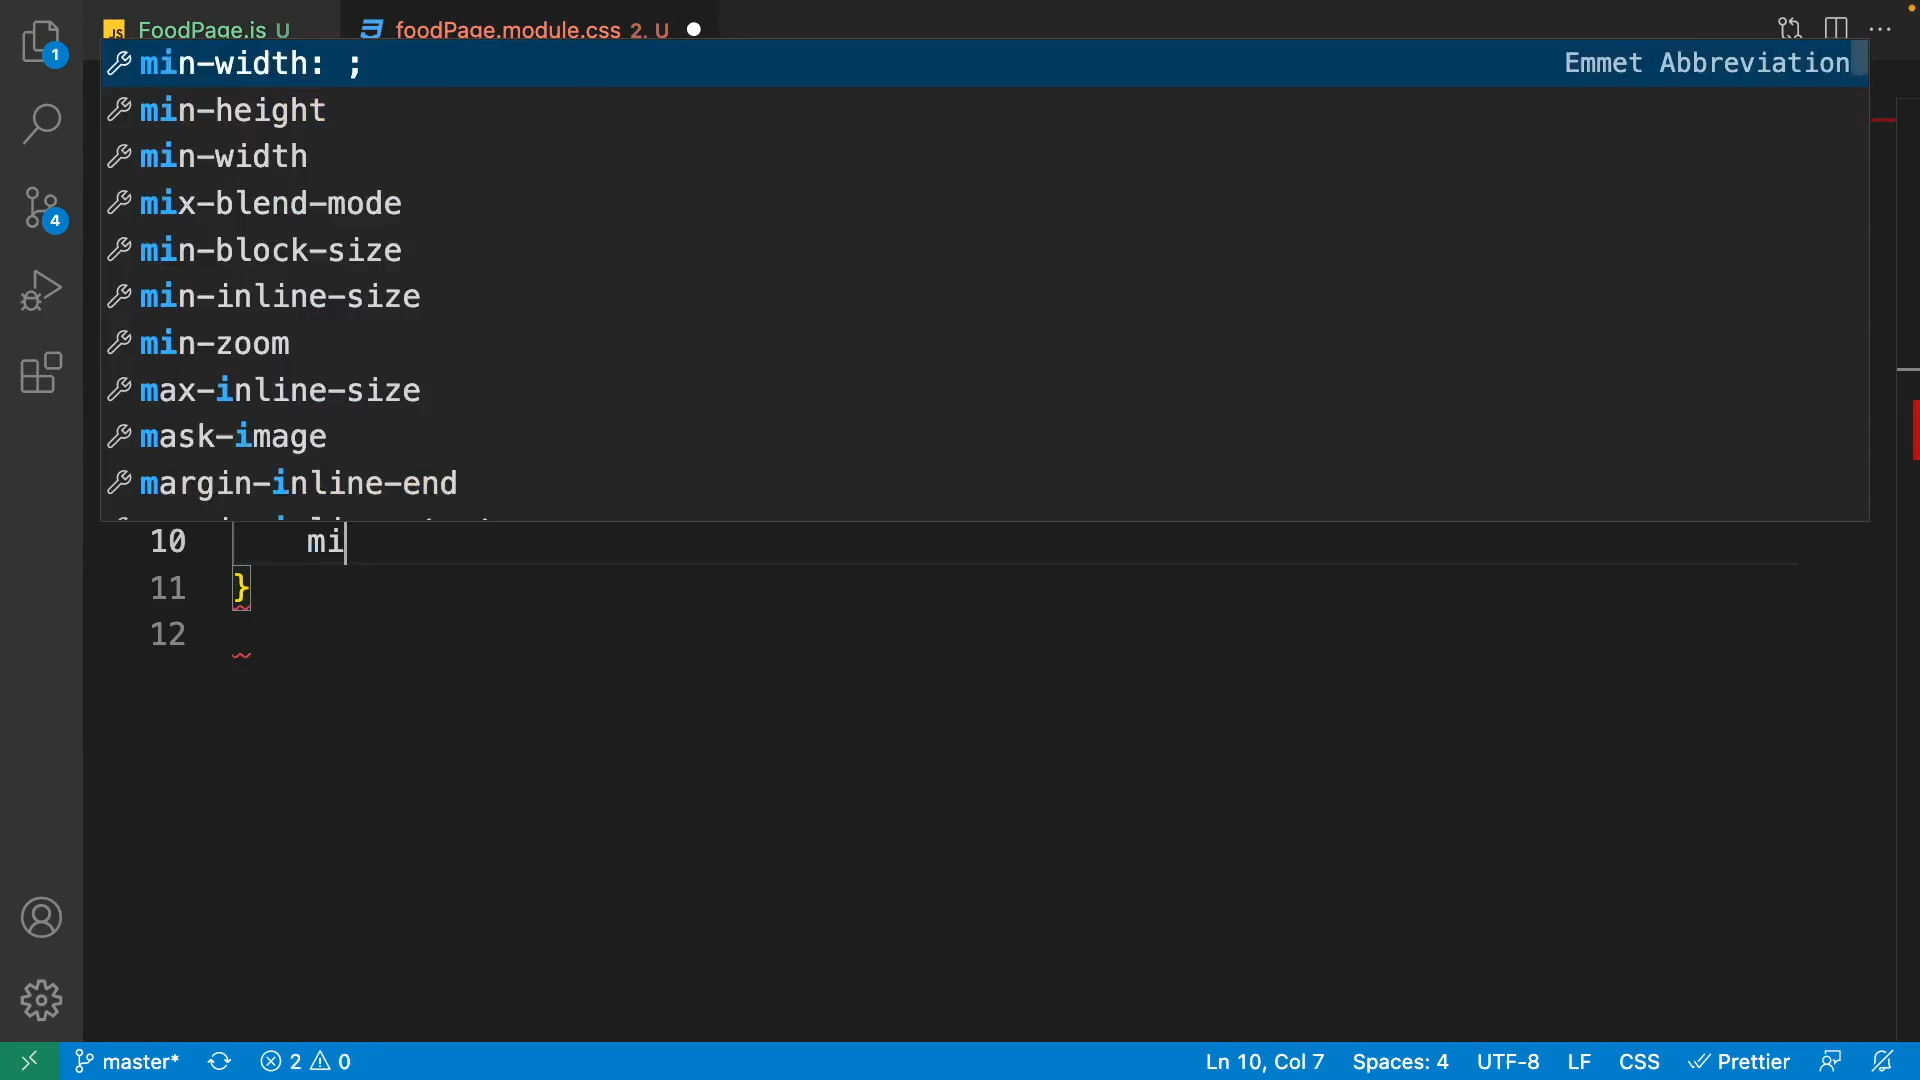 FoodPage.js U
foodPage.module.css 2, U
1
min-width: ; Emmet Abbreviation
min-height
min-width
mix-blend-mode
4
min-block-size
min-inline-size
min-zoom
max-inline-size
mask-image
margin-inline-end
10 mi
11 }
12
master* 2 0 Ln 10, Col 7 Spaces: 4 UTF-8 LF CSS Prettier